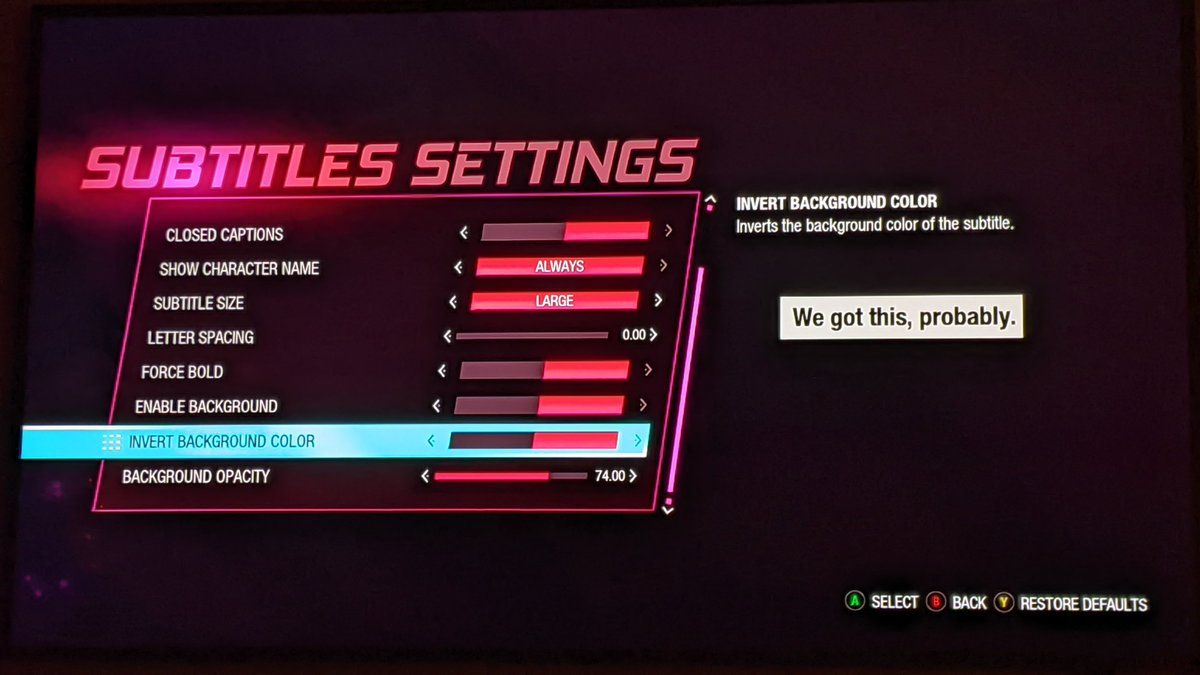 SUBTITLES SETTINGS
CLOSED CAPTIONS
SHOW CHARACTER NAME ALWAYS
SUBTITLE SIZE LARGE
LETTER SPACING 0.00
FORCE BOLD
ENABLE BACKGROUND
INVERT BACKGROUND COLOR
BACKGROUND OPACITY 74.00
INVERT BACKGROUND COLOR
Inverts the background color of the subtitle.
We got this, probably.
A SELECT B BACK Y RESTORE DEFAULTS